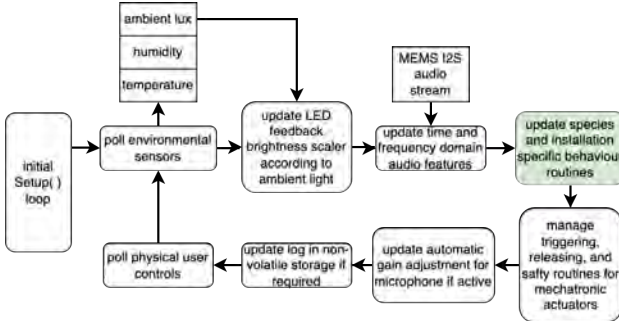 ambient lux
humidity
temperature
MEMS I2S
audio
stream
initial
Setup( )
loop
poll environmental
sensors
update LED
feedback
brightness scaler
according to
ambient light
update time and
frequency domain
audio features
update species
and installation
specific behaviour
routines
manage
triggering,
releasing, and
safty routines for
mechatronic
actuators
update automatic
gain adjustment for
microphone if active
update log in non-
volatile storage if
required
poll physical user
controls